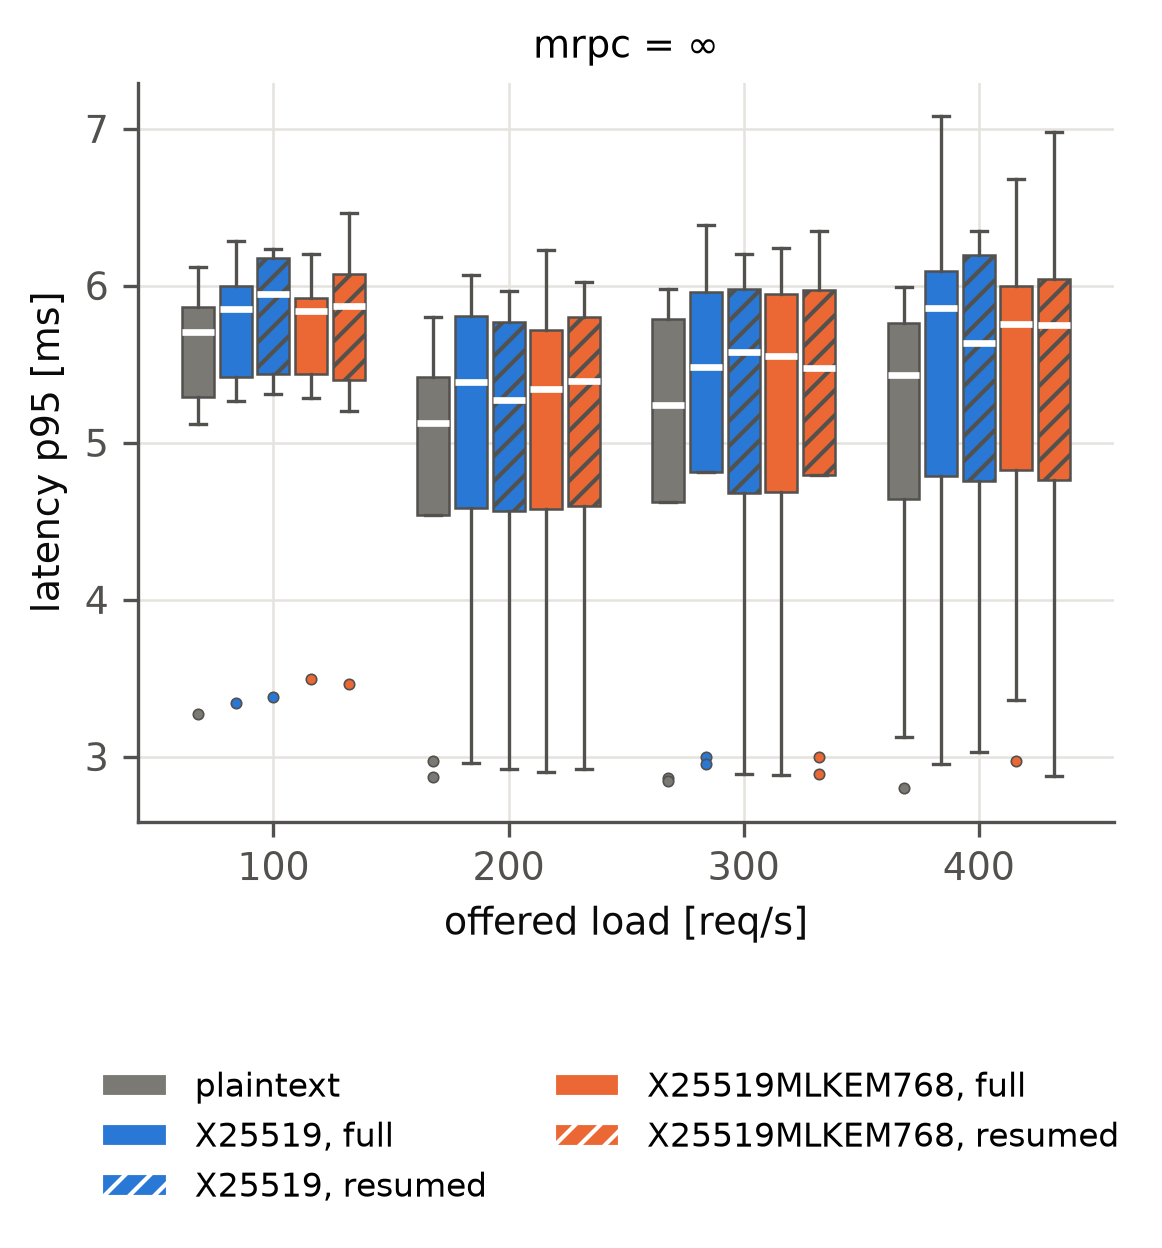 mrpc = ∞
latency p95 [ms]
7
6
5
4
3
100 200 300 400
offered load [req/s]
plaintext
X25519, full
X25519, resumed
X25519MLKEM768, full
X25519MLKEM768, resumed